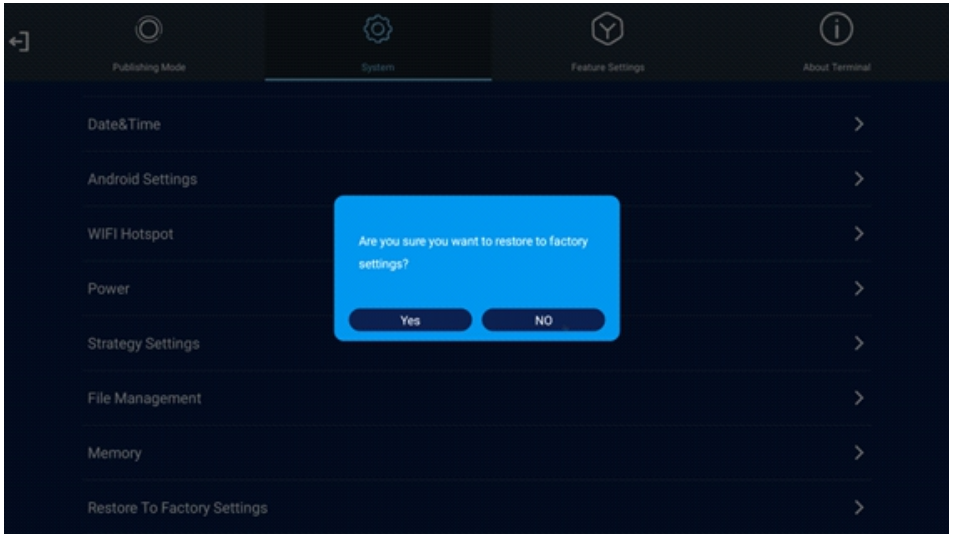 Publishing Mode
System
Feature Settings
About Terminal
Date&Time
Android Settings
WIFI Hotspot
Power
Strategy Settings
File Management
Memory
Restore To Factory Settings
Are you sure you want to restore to factory
settings?
Yes
NO